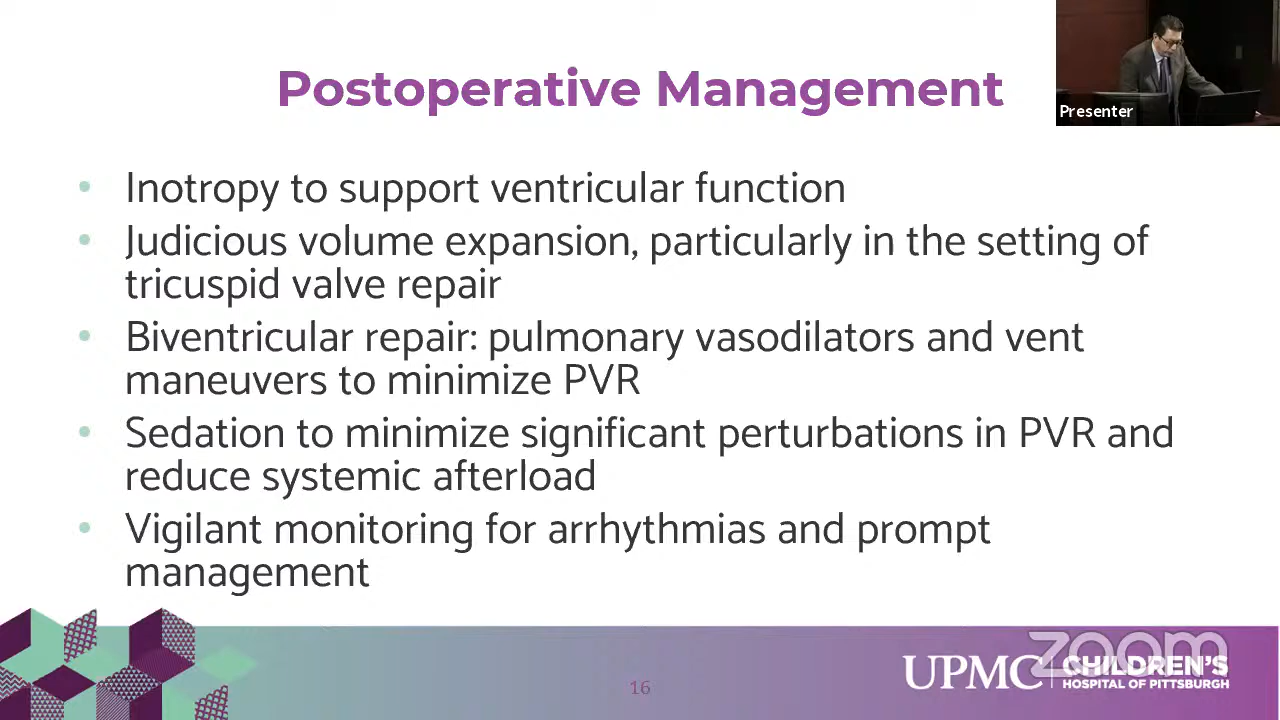 Postoperative Management
Presenter
• Inotropy to support ventricular function
• Judicious volume expansion, particularly in the setting of
tricuspid valve repair
• Biventricular repair: pulmonary vasodilators and vent
maneuvers to minimize PVR
• Sedation to minimize significant perturbations in PVR and
reduce systemic afterload
• Vigilant monitoring for arrhythmias and prompt
management
zoom
UPMC CHILDREN'S
HOSPITAL OF PITTSBURGH
16